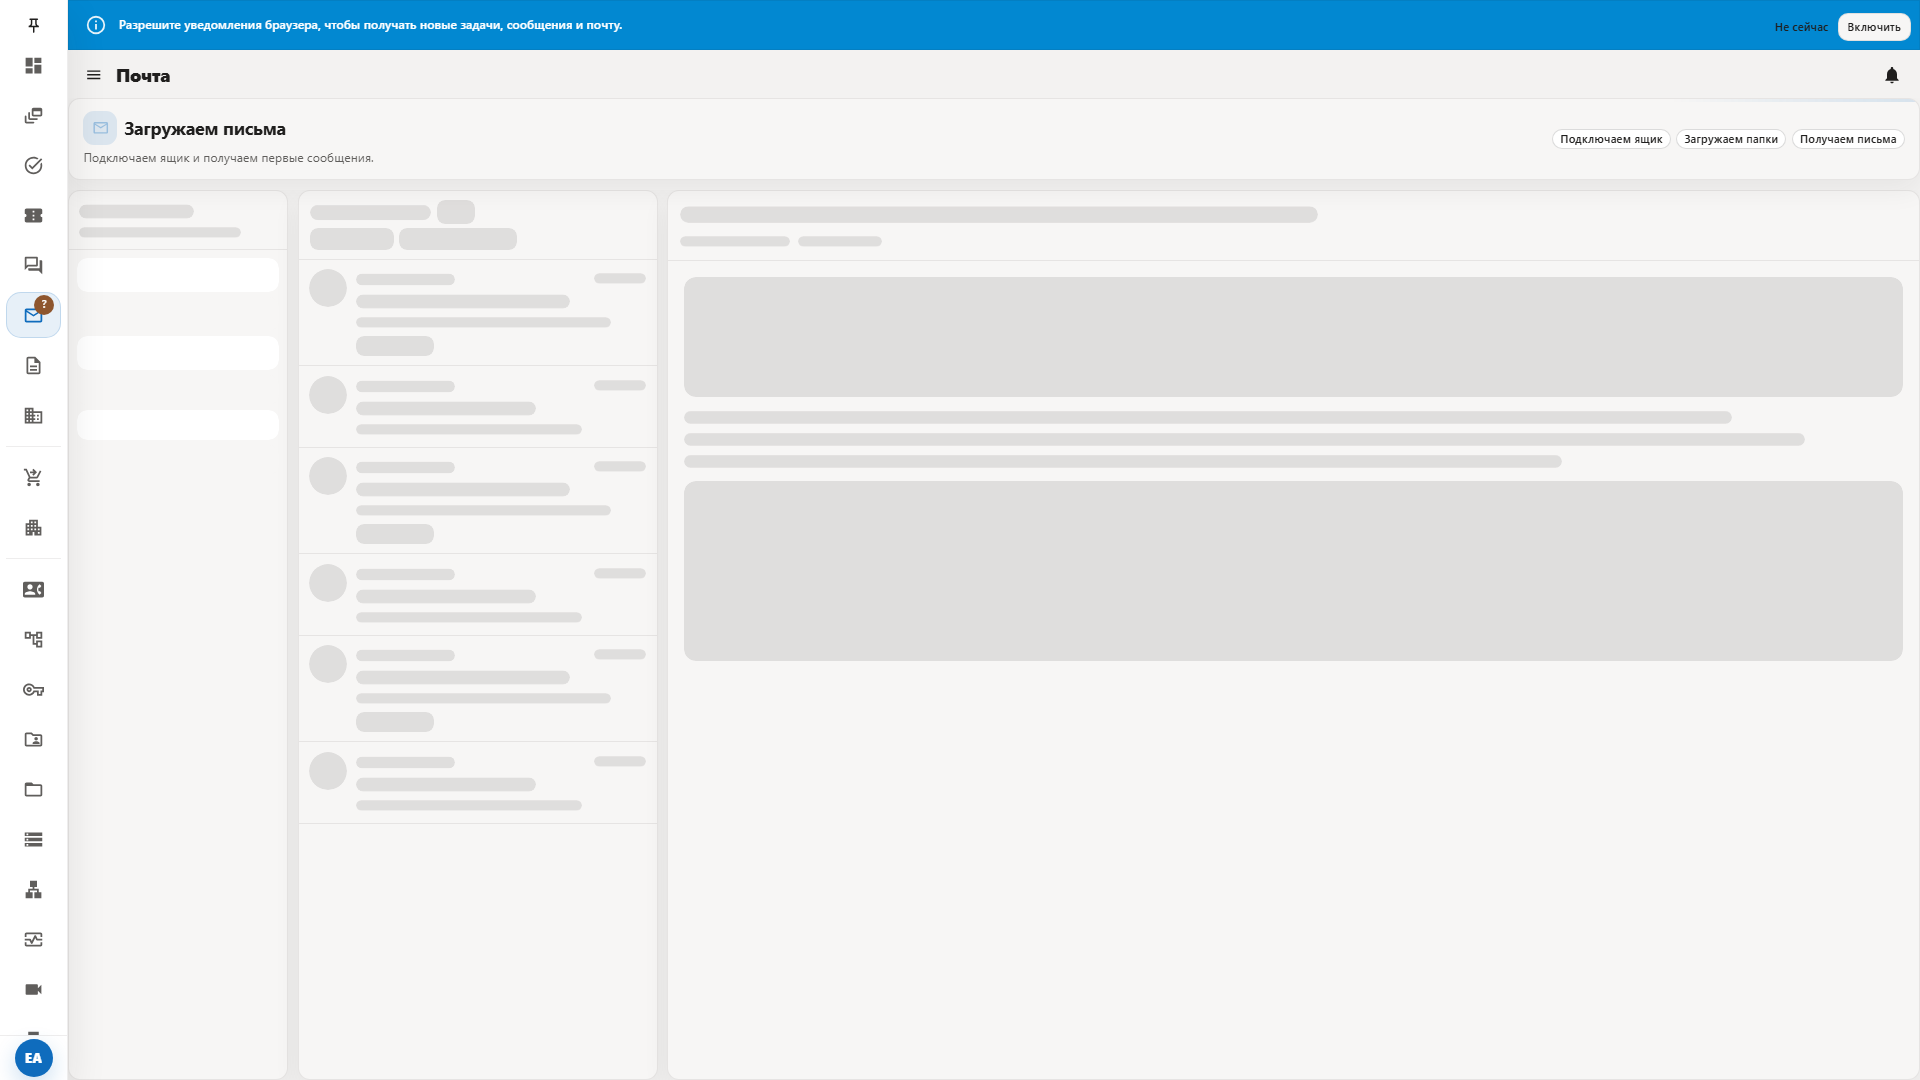 Разрешите уведомления браузера, чтобы получать новые задачи, сообщения и почту.
Не сейчас
Включить
Почта
Загружаем письма
Подключаем ящик и получаем первые сообщения.
Подключаем ящик
Загружаем папки
Получаем письма
?
EA